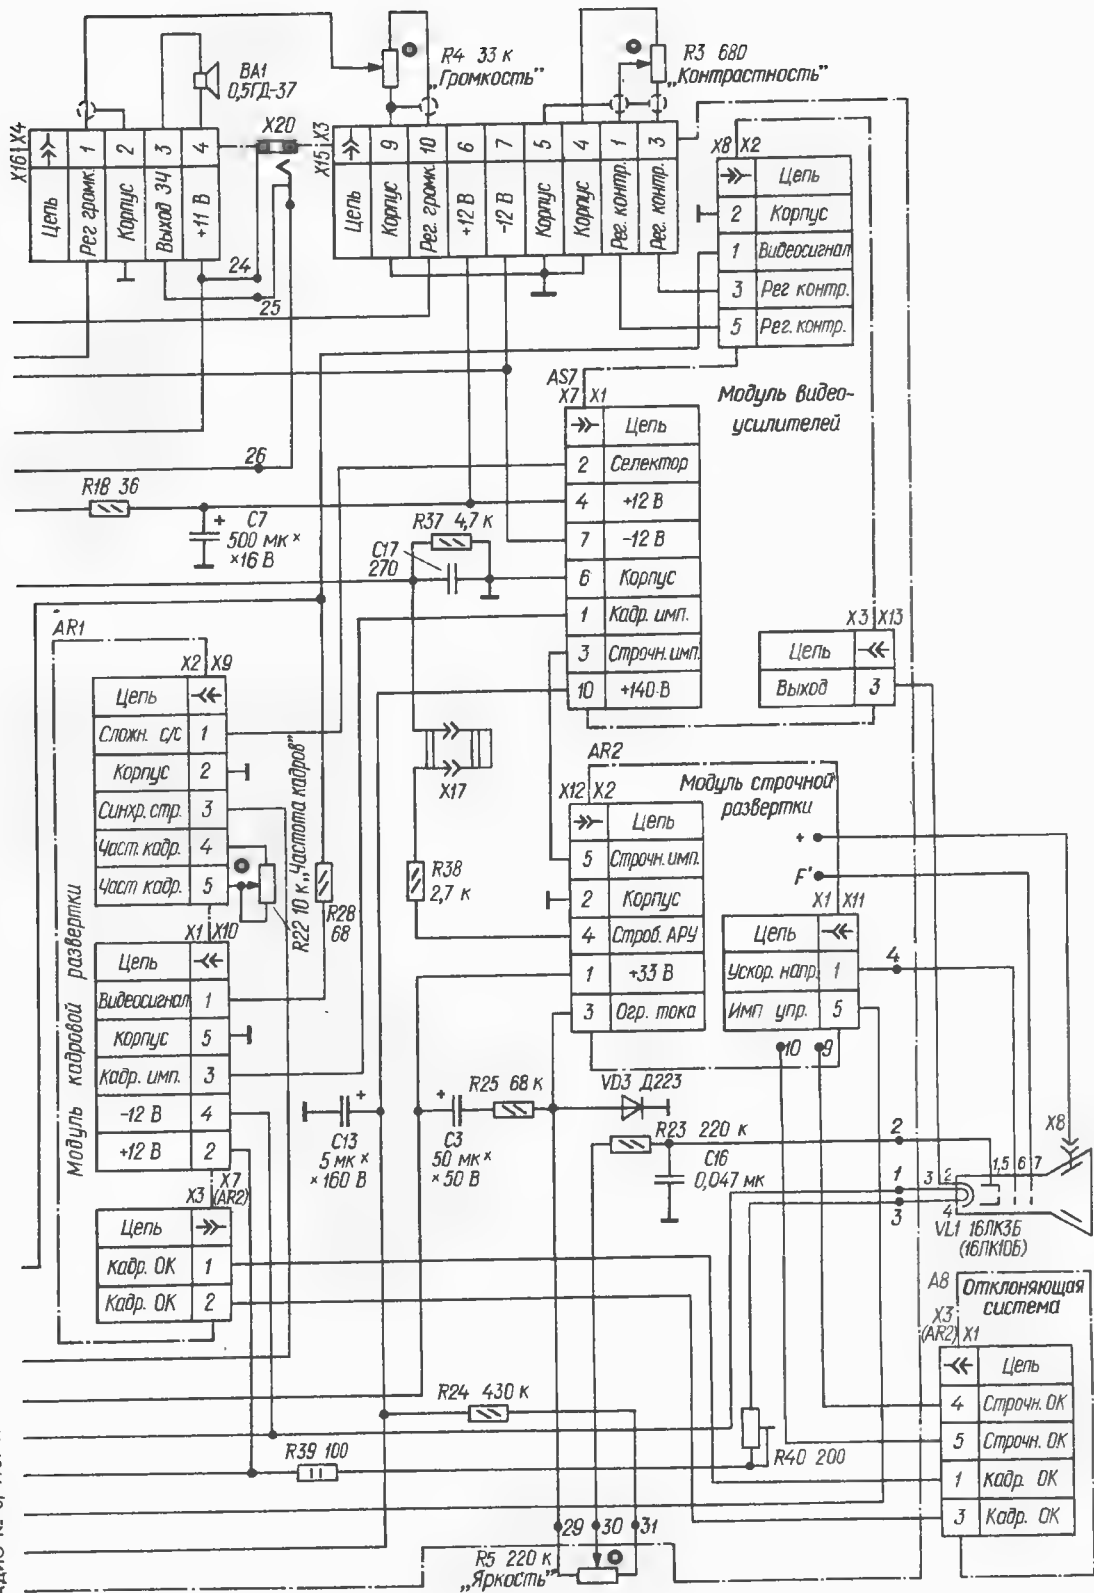 R4 33 к
„Громкость”
R3 680
„Контрастность”
ВА1
0,5ГД-37
X16 X4
Цепь
1 Рег громк.
2 Корпус
3 Выход ЗЧ
4 +11 В
X20
24
25
26
X15 X3
Цепь
9 Корпус
10 Рег. громк.
6 +12 В
7 -12 В
5 Корпус
4 Корпус
1 Рег. контр.
3 Рег. контр.
X8 X2
Цепь
2 Корпус
1 Видеосигнал
3 Рег контр.
5 Рег. контр.
Модуль видео-
усилителей
AS7
X7 X1
Цепь
2 Селектор
4 +12 В
7 -12 В
6 Корпус
1 Кадр. имп.
3 Строчн. имп.
10 +140 В
R18 36
+ C7
500 мк ×
×16 В
R37 4,7 к
C17
270
X3 X13
Цепь
Выход 3
AR1
X2 X9
Цепь
Сложн. с/с 1
Корпус 2
Синхр. стр. 3
Част. кадр. 4
Част кадр. 5
R22 10 к „Частота кадров”
R28
68
X17
R38
2,7 к
AR2
X12 X2
Модуль строчной
развертки
Цепь
5 Строчн. имп.
2 Корпус
4 Строб. АРУ
1 +33 В
3 Огр. тока
+
F'
X1 X11
Цепь
Ускор. напр. 1
Имп упр. 5
4
10 9
X1 X10
Цепь
Видеосигнал 1
корпус 5
Кадр. имп. 3
-12 В 4
+12 В 2
Модуль кадровой развертки
X3 X7
(AR2)
Цепь
Кадр. ОК 1
Кадр. ОК 2
+
C13
5 мк ×
× 160 В
+
C3
50 мк ×
× 50 В
R25 68 к
VD3 Д223
R23 220 к
C16
0,047 мк
2
1
3
X8
3 2 1,5 6 7
4
VL1 16ЛК3Б
(16ЛК10Б)
A8 Отклоняющая
система
X3
(AR2) X1
Цепь
4 Строчн. ОК
5 Строчн. ОК
1 Кадр. ОК
3 Кадр. ОК
R24 430 к
R39 100
R40 200
29 30 31
R5 220 к
„Яркость”